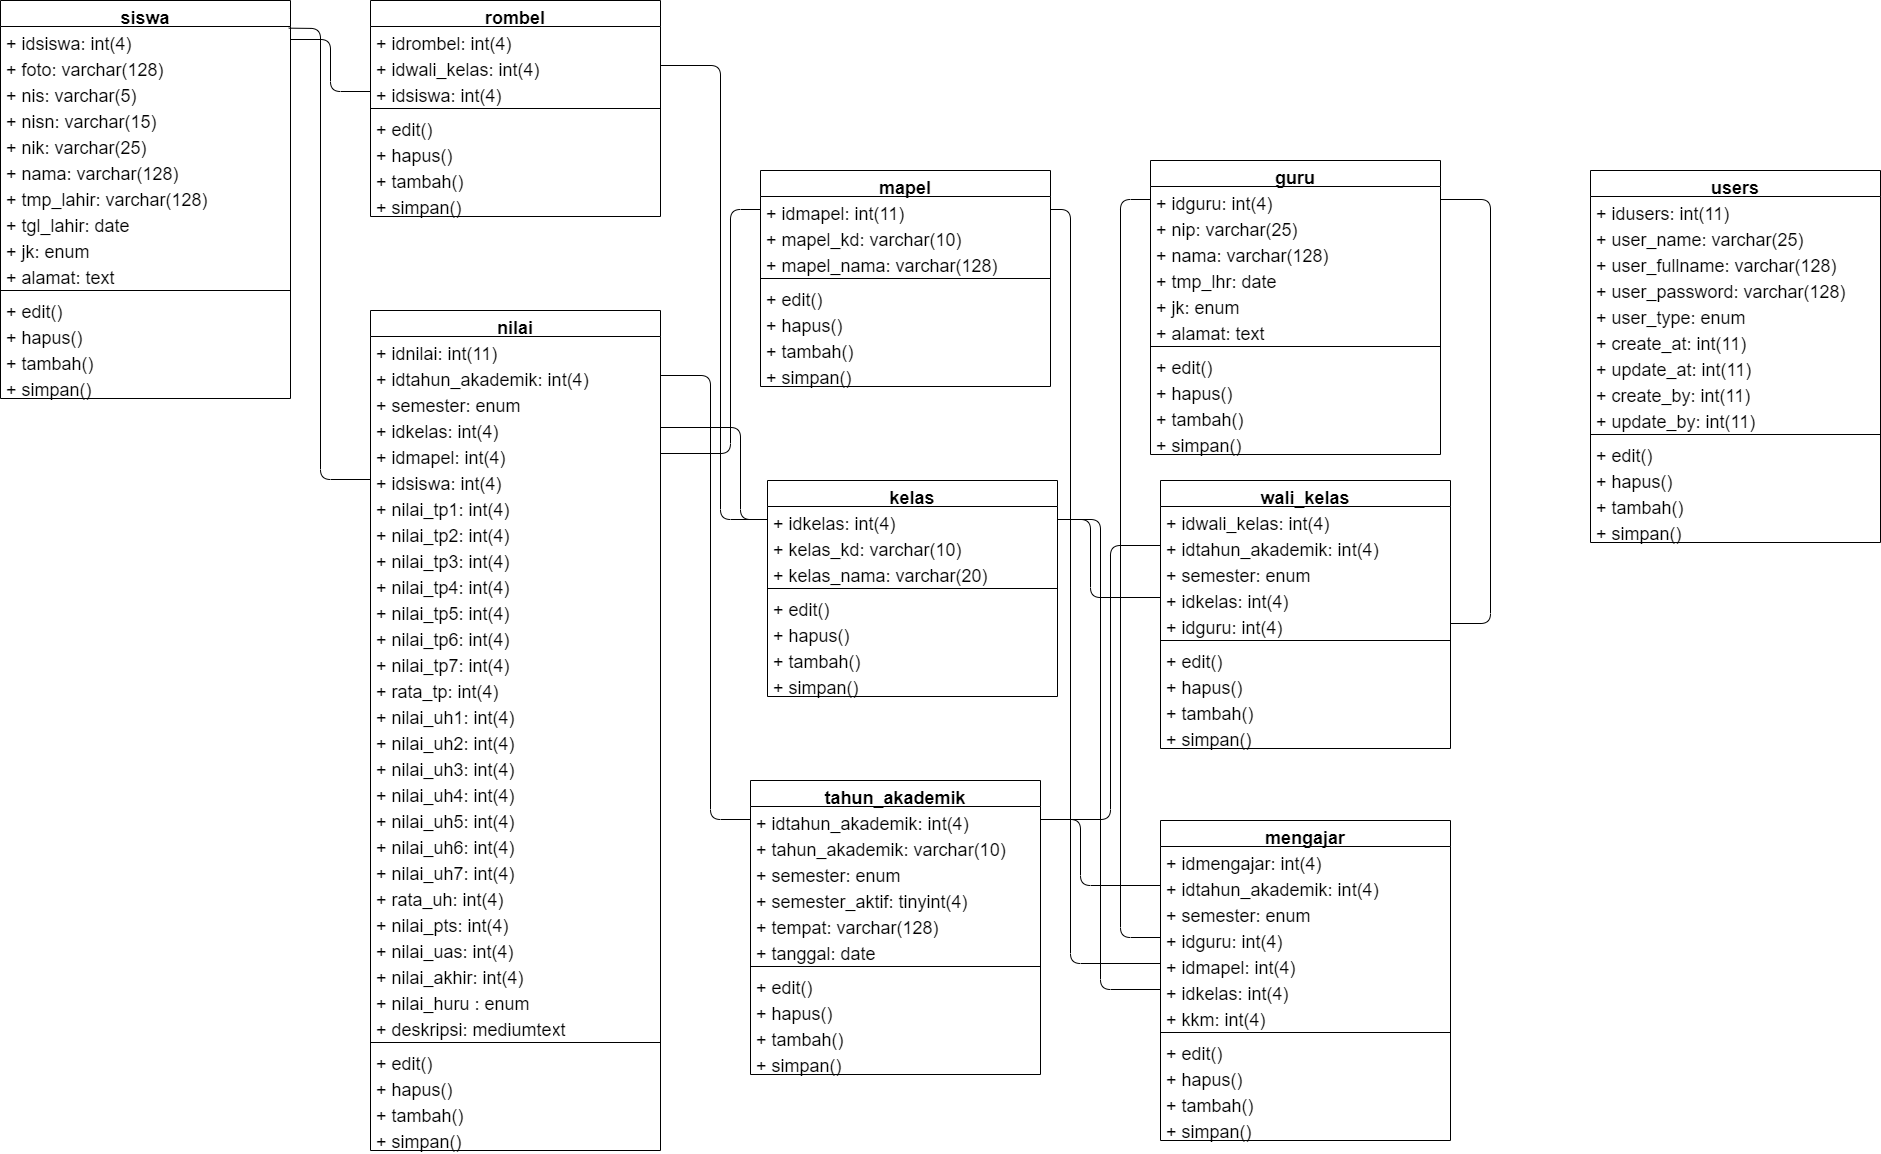 siswa
+ idsiswa: int(4)
+ foto: varchar(128)
+ nis: varchar(5)
+ nisn: varchar(15)
+ nik: varchar(25)
+ nama: varchar(128)
+ tmp_lahir: varchar(128)
+ tgl_lahir: date
+ jk: enum
+ alamat: text
+ edit()
+ hapus()
+ tambah()
+ simpan()
rombel
+ idrombel: int(4)
+ idwali_kelas: int(4)
+ idsiswa: int(4)
+ edit()
+ hapus()
+ tambah()
+ simpan()
nilai
+ idnilai: int(11)
+ idtahun_akademik: int(4)
+ semester: enum
+ idkelas: int(4)
+ idmapel: int(4)
+ idsiswa: int(4)
+ nilai_tp1: int(4)
+ nilai_tp2: int(4)
+ nilai_tp3: int(4)
+ nilai_tp4: int(4)
+ nilai_tp5: int(4)
+ nilai_tp6: int(4)
+ nilai_tp7: int(4)
+ rata_tp: int(4)
+ nilai_uh1: int(4)
+ nilai_uh2: int(4)
+ nilai_uh3: int(4)
+ nilai_uh4: int(4)
+ nilai_uh5: int(4)
+ nilai_uh6: int(4)
+ nilai_uh7: int(4)
+ rata_uh: int(4)
+ nilai_pts: int(4)
+ nilai_uas: int(4)
+ nilai_akhir: int(4)
+ nilai_huru : enum
+ deskripsi: mediumtext
+ edit()
+ hapus()
+ tambah()
+ simpan()
mapel
+ idmapel: int(11)
+ mapel_kd: varchar(10)
+ mapel_nama: varchar(128)
+ edit()
+ hapus()
+ tambah()
+ simpan()
kelas
+ idkelas: int(4)
+ kelas_kd: varchar(10)
+ kelas_nama: varchar(20)
+ edit()
+ hapus()
+ tambah()
+ simpan()
tahun_akademik
+ idtahun_akademik: int(4)
+ tahun_akademik: varchar(10)
+ semester: enum
+ semester_aktif: tinyint(4)
+ tempat: varchar(128)
+ tanggal: date
+ edit()
+ hapus()
+ tambah()
+ simpan()
guru
+ idguru: int(4)
+ nip: varchar(25)
+ nama: varchar(128)
+ tmp_lhr: date
+ jk: enum
+ alamat: text
+ edit()
+ hapus()
+ tambah()
+ simpan()
wali_kelas
+ idwali_kelas: int(4)
+ idtahun_akademik: int(4)
+ semester: enum
+ idkelas: int(4)
+ idguru: int(4)
+ edit()
+ hapus()
+ tambah()
+ simpan()
mengajar
+ idmengajar: int(4)
+ idtahun_akademik: int(4)
+ semester: enum
+ idguru: int(4)
+ idmapel: int(4)
+ idkelas: int(4)
+ kkm: int(4)
+ edit()
+ hapus()
+ tambah()
+ simpan()
users
+ idusers: int(11)
+ user_name: varchar(25)
+ user_fullname: varchar(128)
+ user_password: varchar(128)
+ user_type: enum
+ create_at: int(11)
+ update_at: int(11)
+ create_by: int(11)
+ update_by: int(11)
+ edit()
+ hapus()
+ tambah()
+ simpan()